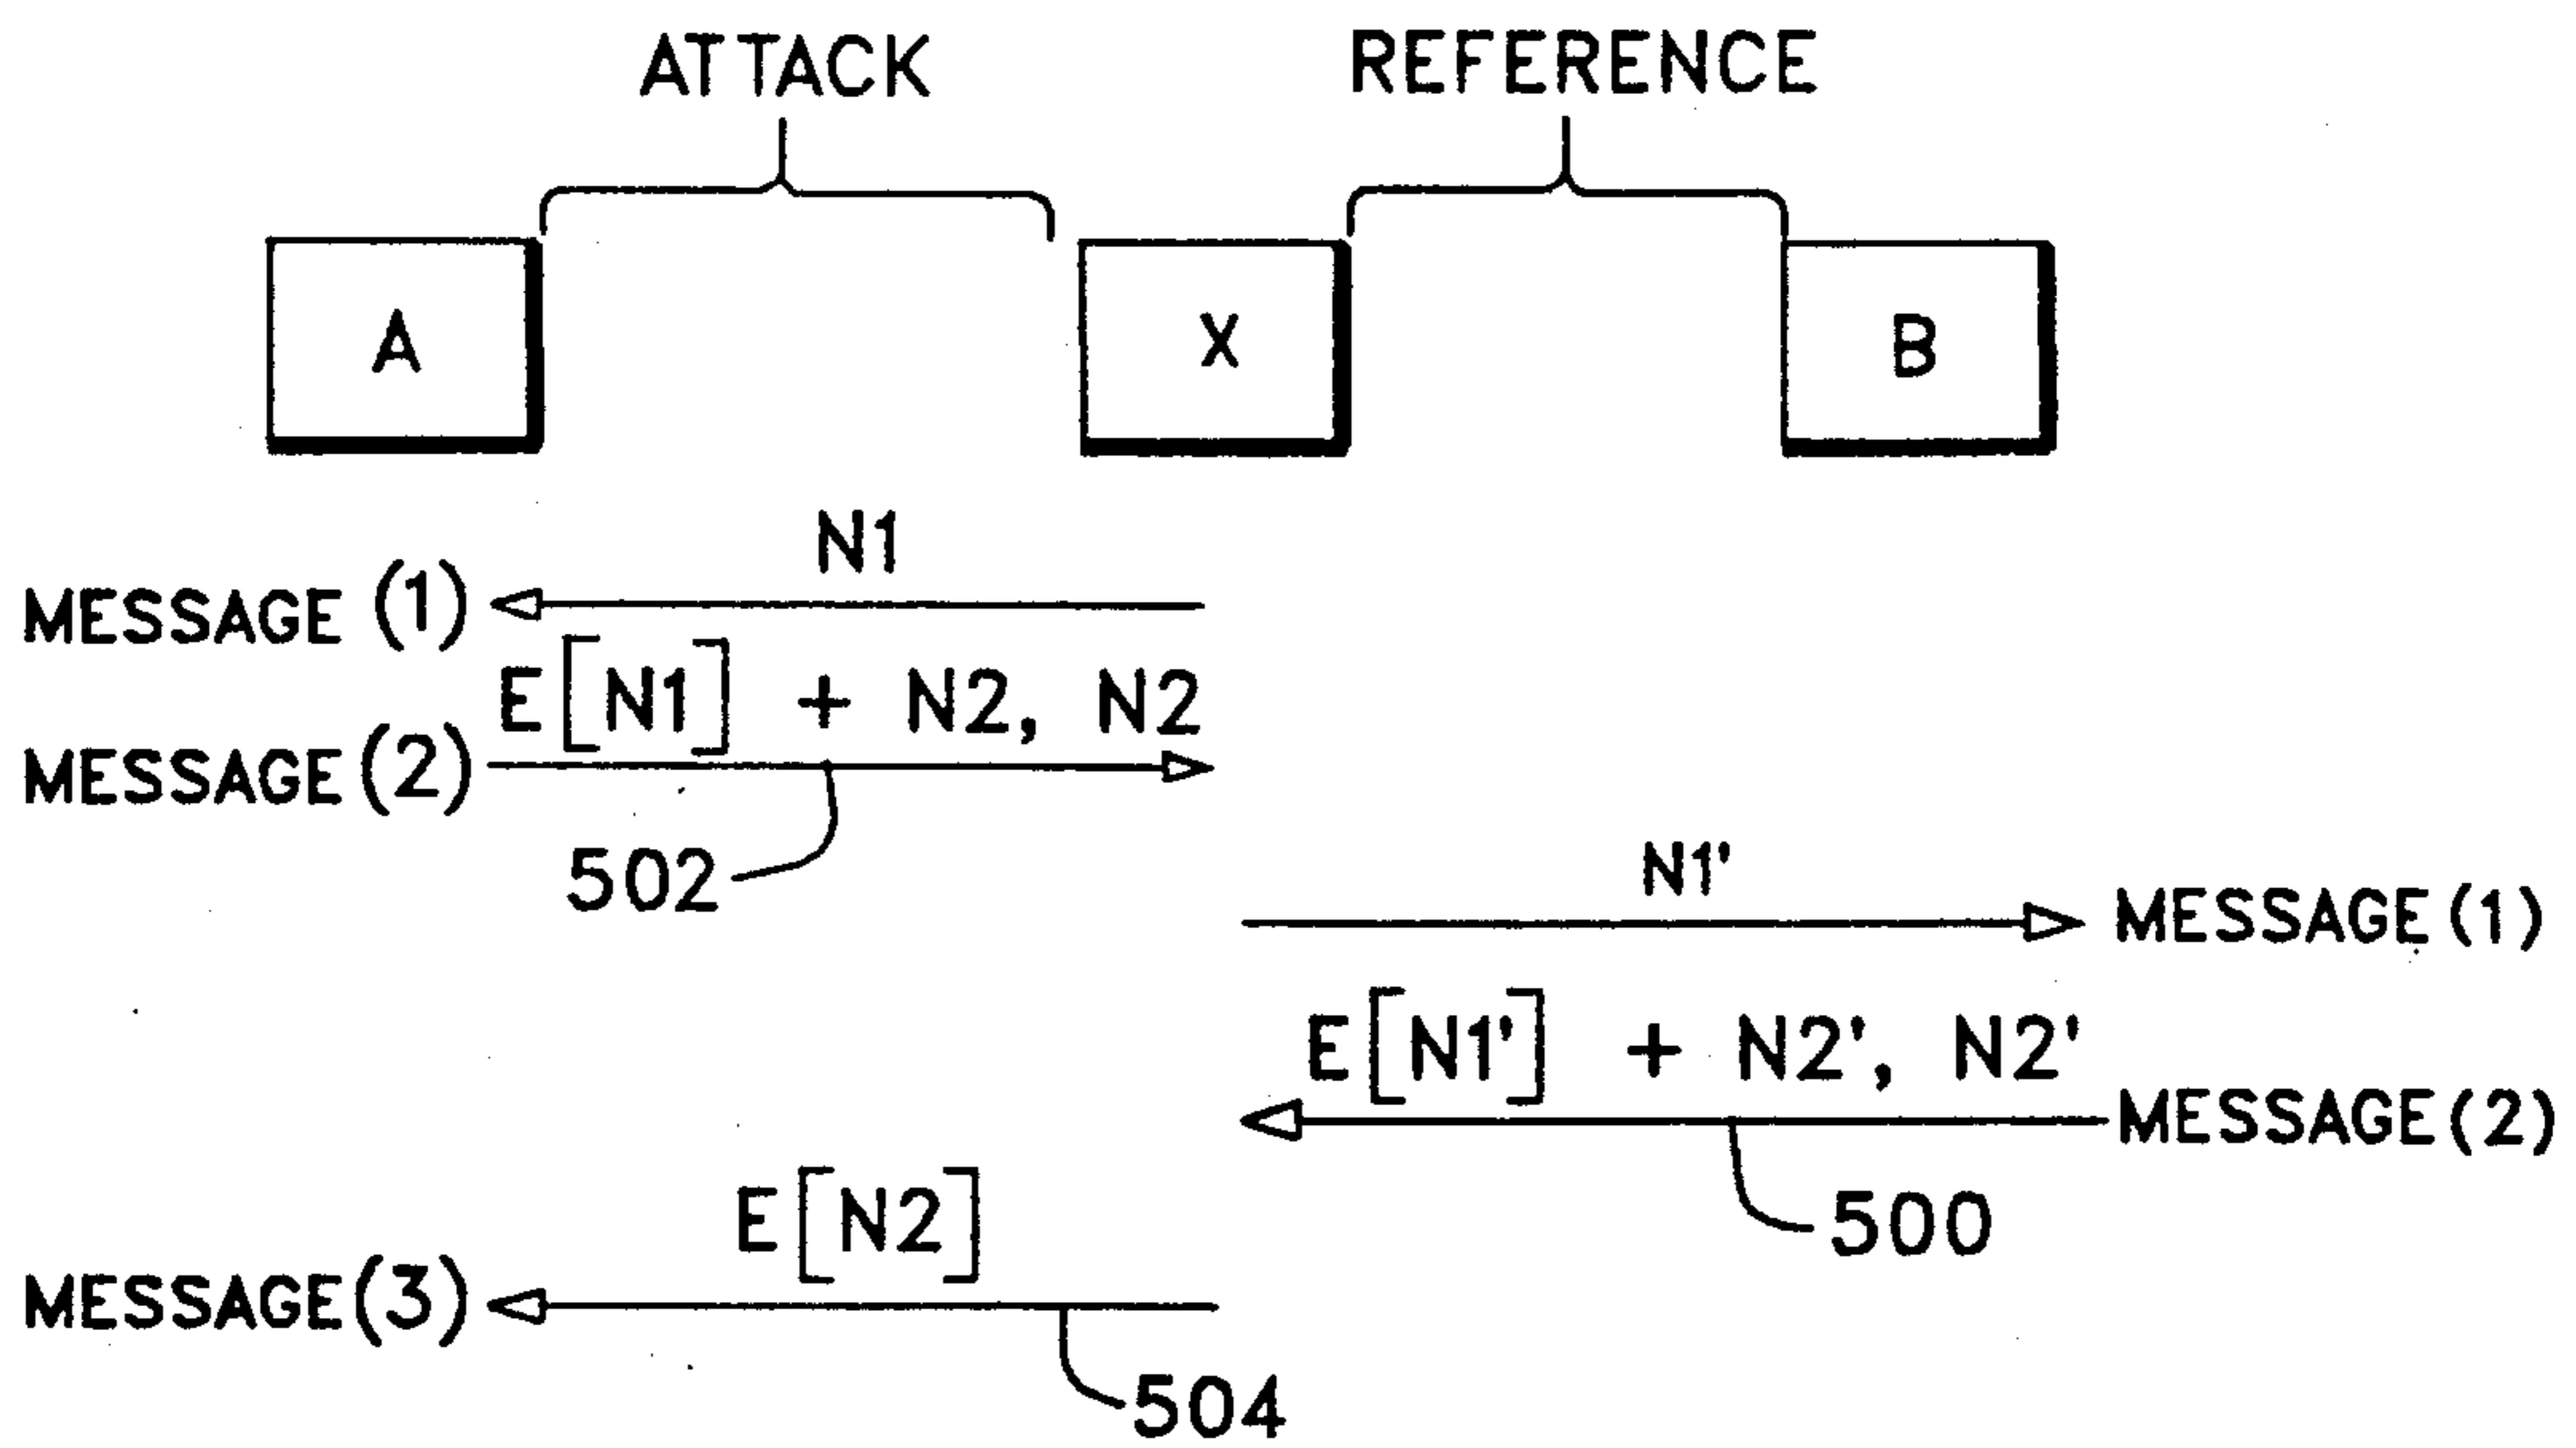 ATTACK REFERENCE
A X B
N1
MESSAGE (1)
E[N1] + N2, N2
MESSAGE (2)
502
N1'
MESSAGE (1)
E[N1'] + N2', N2'
MESSAGE (2)
500
E[N2]
MESSAGE (3)
504